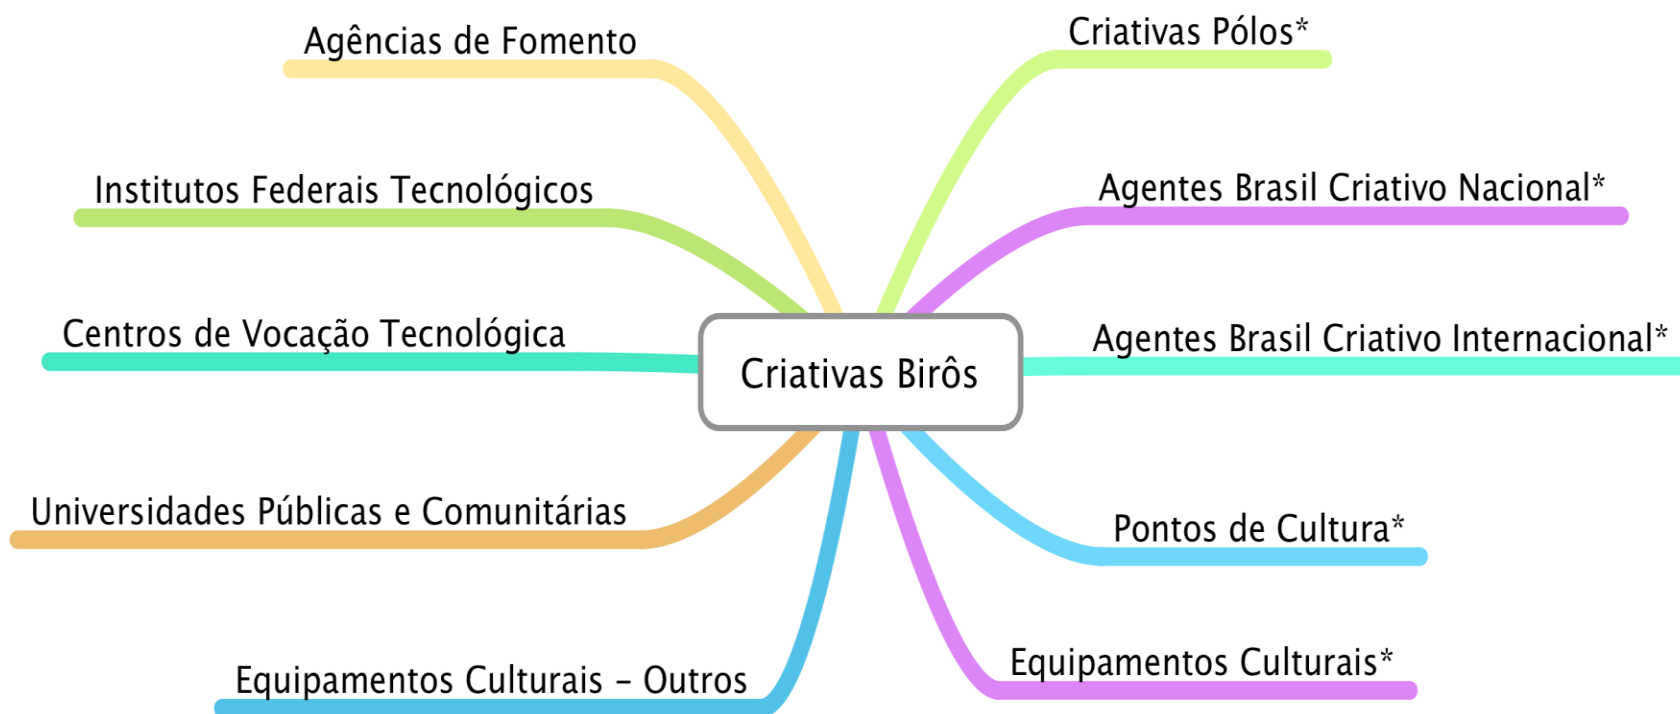 Agências de Fomento
Criativas Pólos*
Institutos Federais Tecnológicos
Agentes Brasil Criativo Nacional*
Centros de Vocação Tecnológica
Agentes Brasil Criativo Internacional*
Criativas Birôs
Universidades Públicas e Comunitárias
Pontos de Cultura*
Equipamentos Culturais – Outros
Equipamentos Culturais*